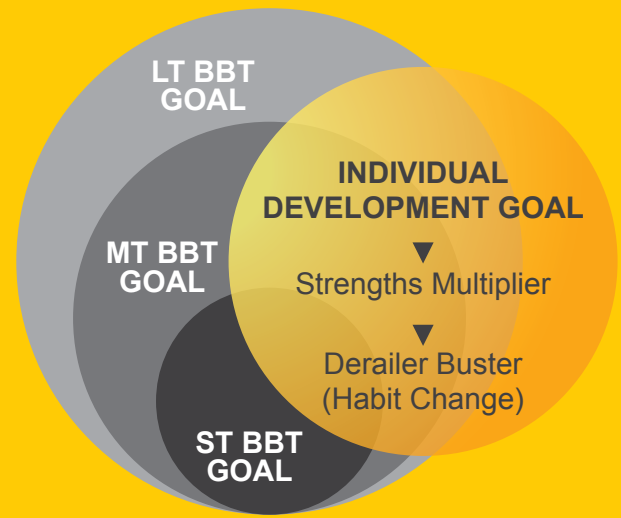 LT BBT
GOAL
INDIVIDUAL
DEVELOPMENT GOAL
▼
Strengths Multiplier
▼
Derailer Buster
(Habit Change)
MT BBT
GOAL
ST BBT
GOAL